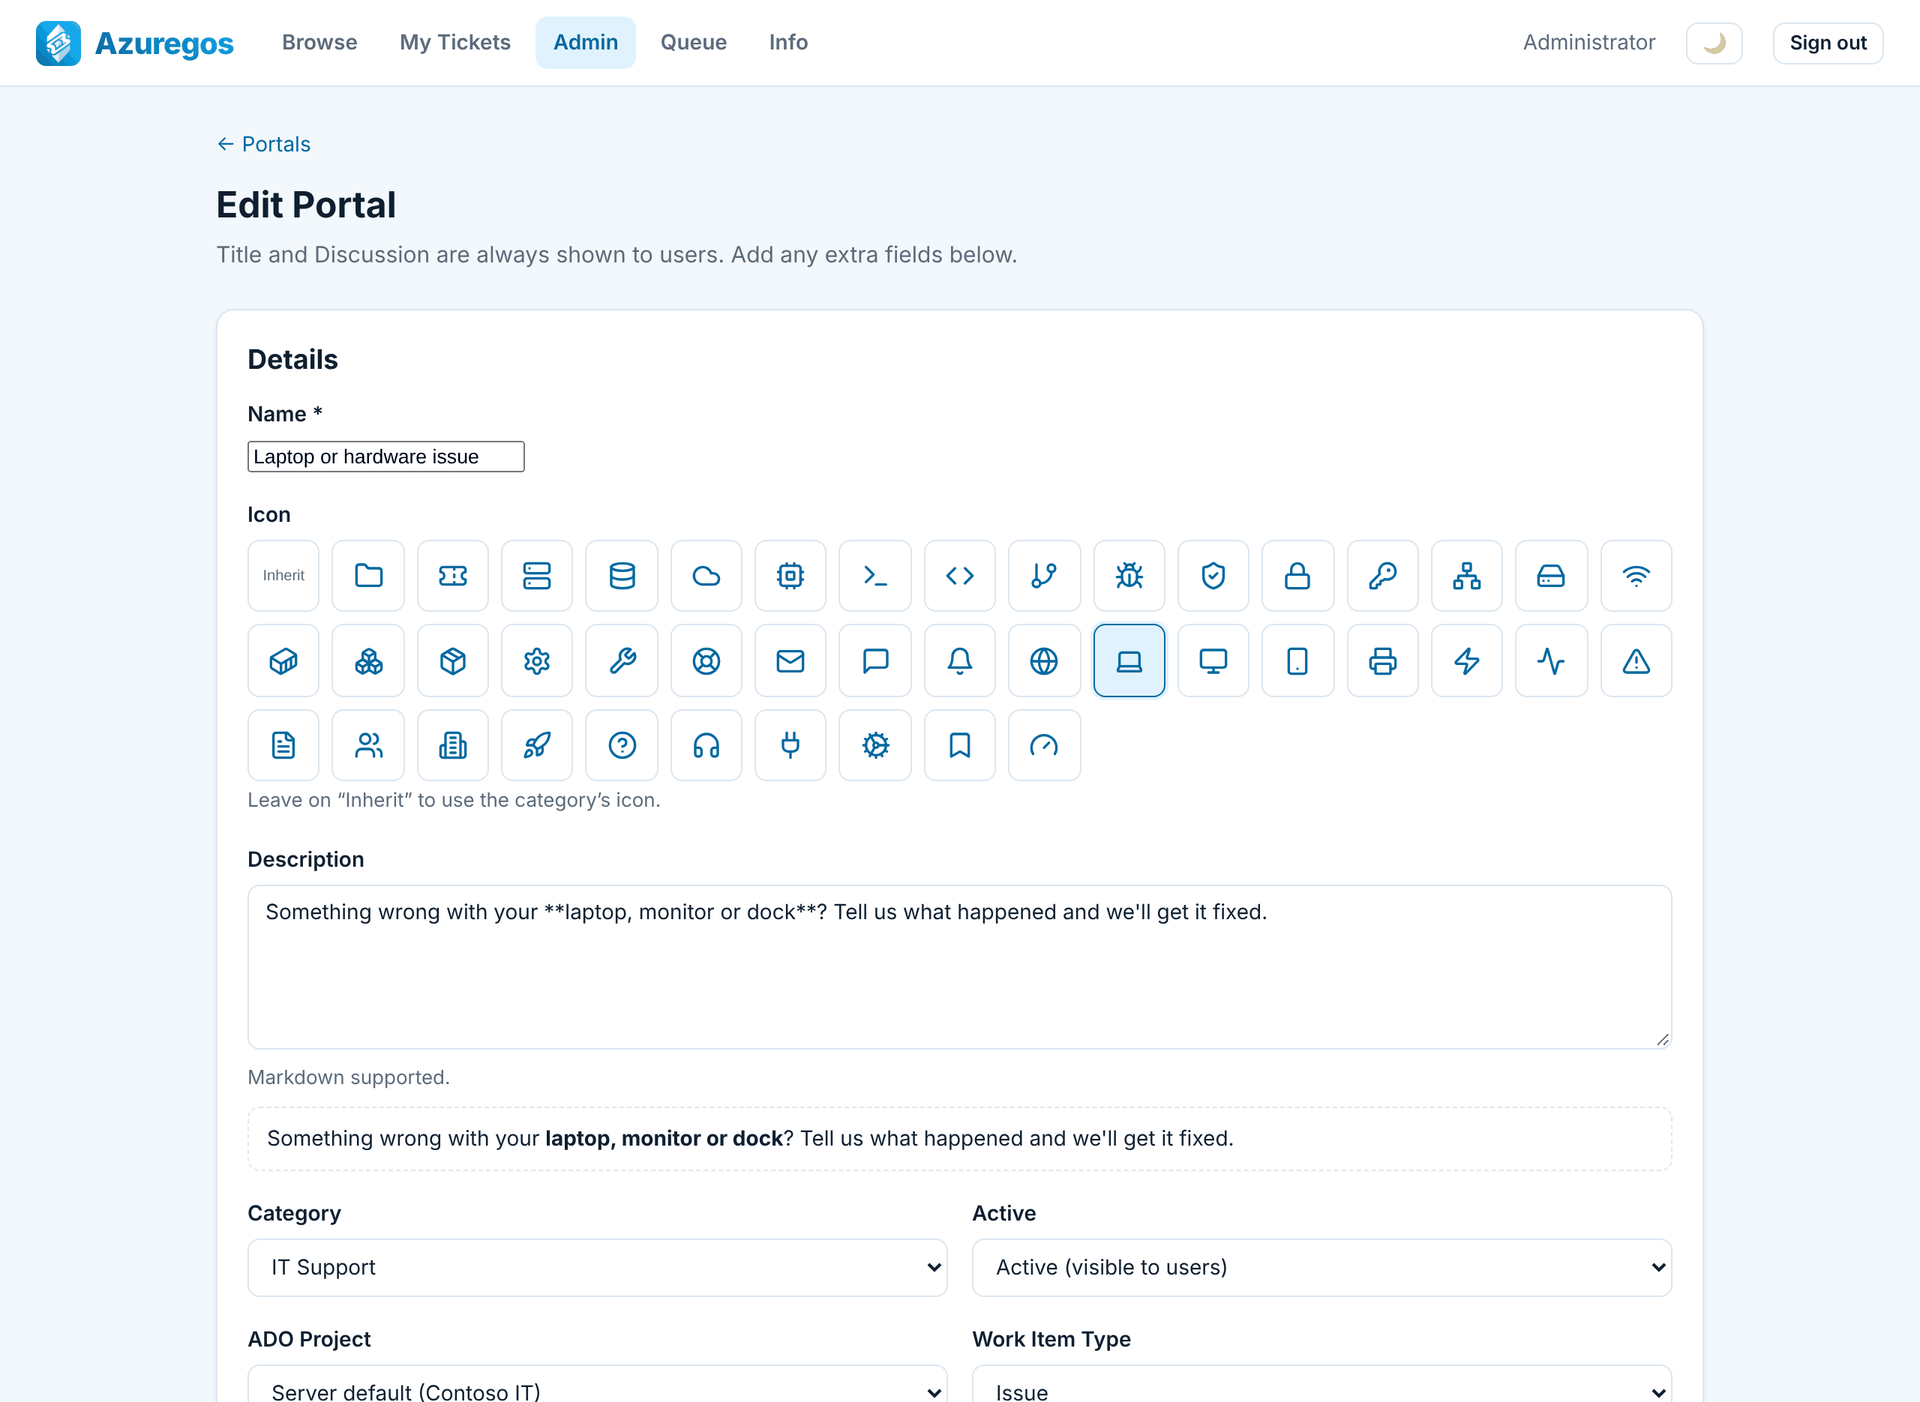 Azuregos
Browse
My Tickets
Admin
Queue
Info
Administrator
Sign out
← Portals
Edit Portal
Title and Discussion are always shown to users. Add any extra fields below.
Details
Name *
Laptop or hardware issue
Icon
Inherit
Leave on “Inherit” to use the category’s icon.
Description
Something wrong with your **laptop, monitor or dock**? Tell us what happened and we'll get it fixed.
Markdown supported.
Something wrong with your laptop, monitor or dock? Tell us what happened and we'll get it fixed.
Category
Active
IT Support
Active (visible to users)
ADO Project
Work Item Type
Server default (Contoso IT)
Issue